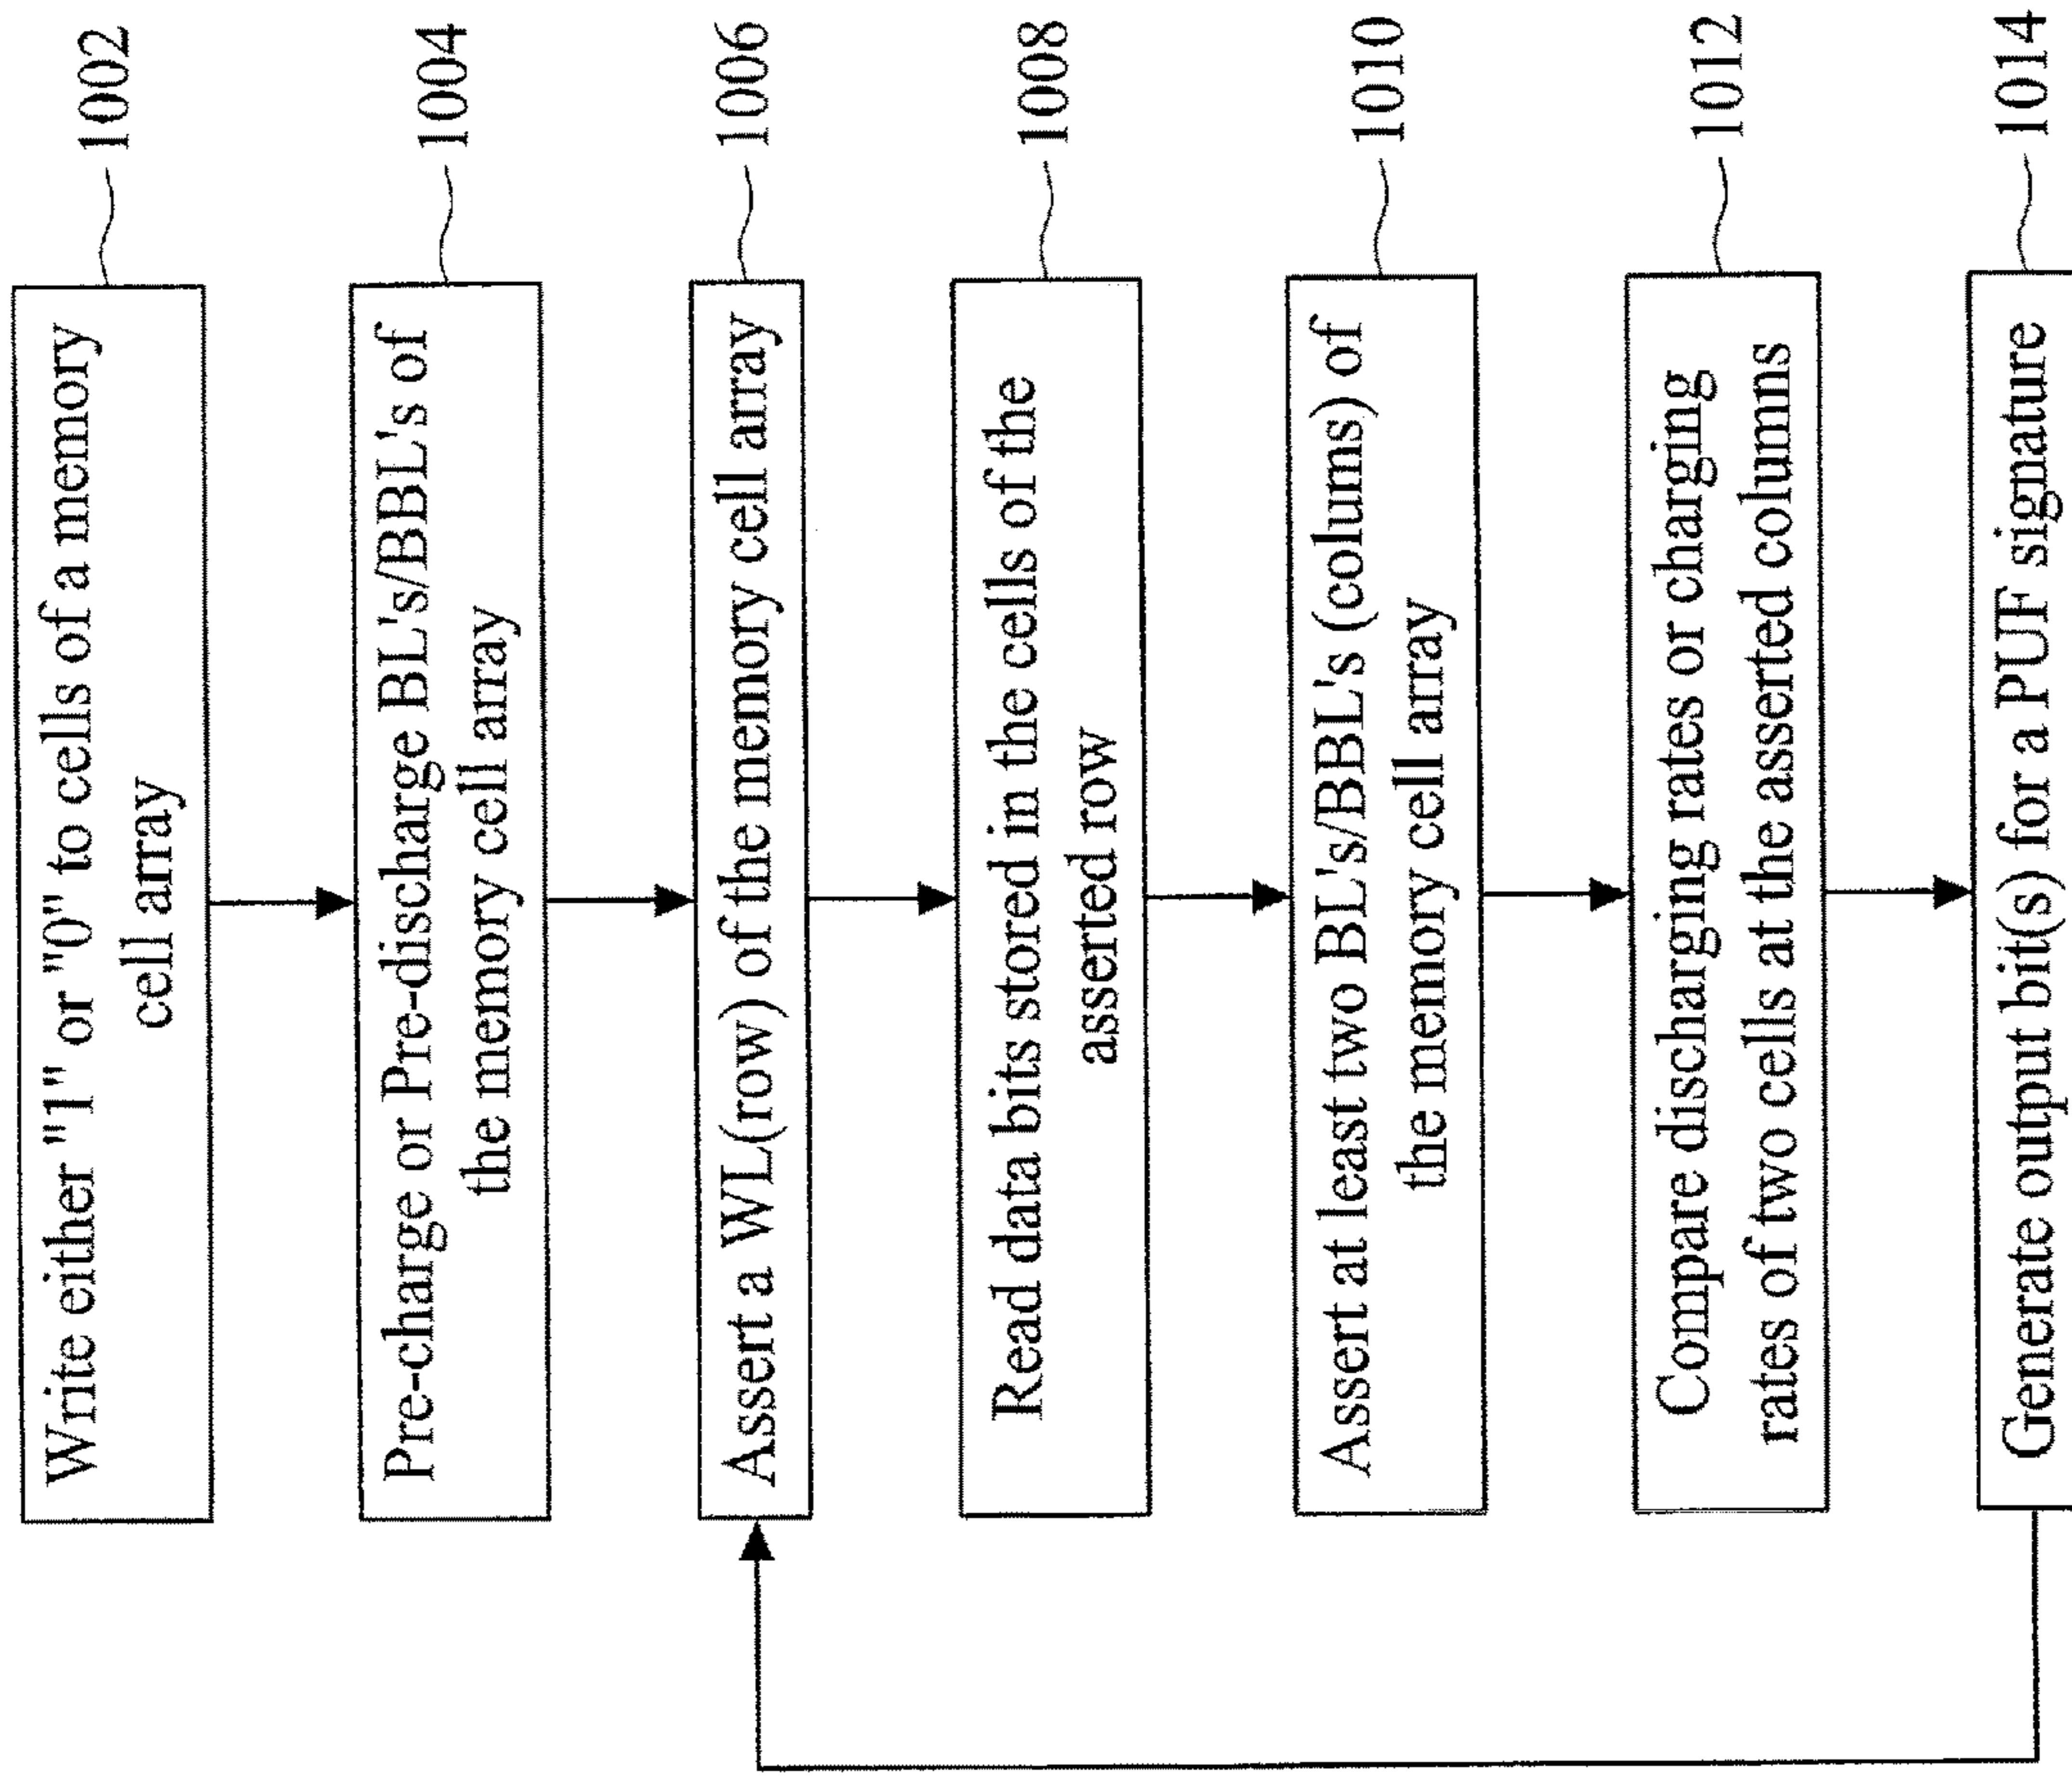 Write either "1" or "0" to cells of a memory
cell array
1002
Pre-charge or Pre-discharge BL's/BBL's of
the memory cell array
1004
Assert a WL(row) of the memory cell array
1006
Read data bits stored in the cells of the
asserted row
1008
Assert at least two BL's/BBL's (colums) of
the memory cell array
1010
Compare discharging rates or charging
rates of two cells at the asserted columns
1012
Generate output bit(s) for a PUF signature
1014